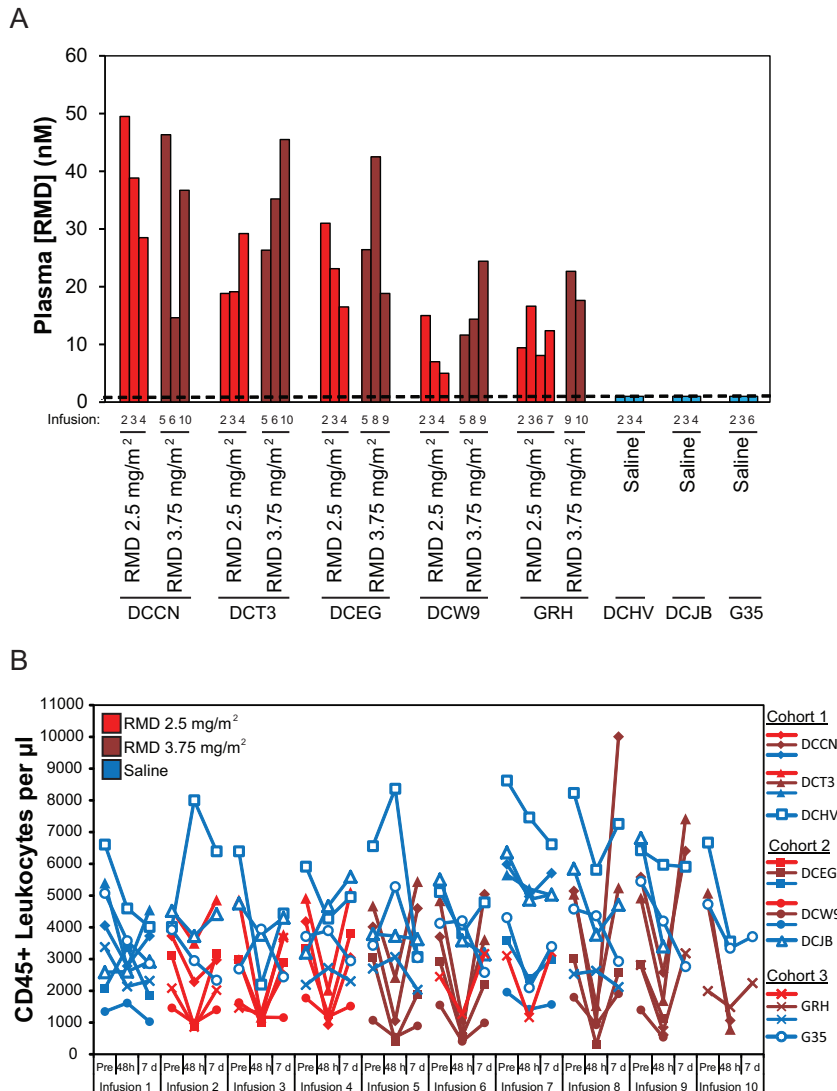 A
60
50
40
30
20
10
0
Plasma [RMD] (nM)
Infusion: 2 3 4 5 6 10 2 3 4 5 6 10 2 3 4 5 8 9 2 3 4 5 8 9 2 3 6 7 9 10 2 3 4 2 3 4 2 3 6
RMD 2.5 mg/m²
RMD 3.75 mg/m²
RMD 2.5 mg/m²
RMD 3.75 mg/m²
RMD 2.5 mg/m²
RMD 3.75 mg/m²
RMD 2.5 mg/m²
RMD 3.75 mg/m²
RMD 2.5 mg/m²
RMD 3.75 mg/m²
Saline
Saline
Saline
DCCN DCT3 DCEG DCW9 GRH DCHV DCJB G35
B
11000
10000
9000
8000
7000
6000
5000
4000
3000
2000
1000
0
CD45+ Leukocytes per µl
RMD 2.5 mg/m²
RMD 3.75 mg/m²
Saline
Cohort 1
DCCN
DCT3
DCHV
Cohort 2
DCEG
DCW9
DCJB
Cohort 3
GRH
G35
Pre 48h 7 d Pre 48 h 7 d Pre 48 h 7 d Pre 48 h 7 d Pre 48 h 7 d Pre 48 h 7 d Pre 48 h 7 d Pre 48 h 7 d Pre 48 h 7 d Pre 48 h 7 d
Infusion 1 Infusion 2 Infusion 3 Infusion 4 Infusion 5 Infusion 6 Infusion 7 Infusion 8 Infusion 9 Infusion 10